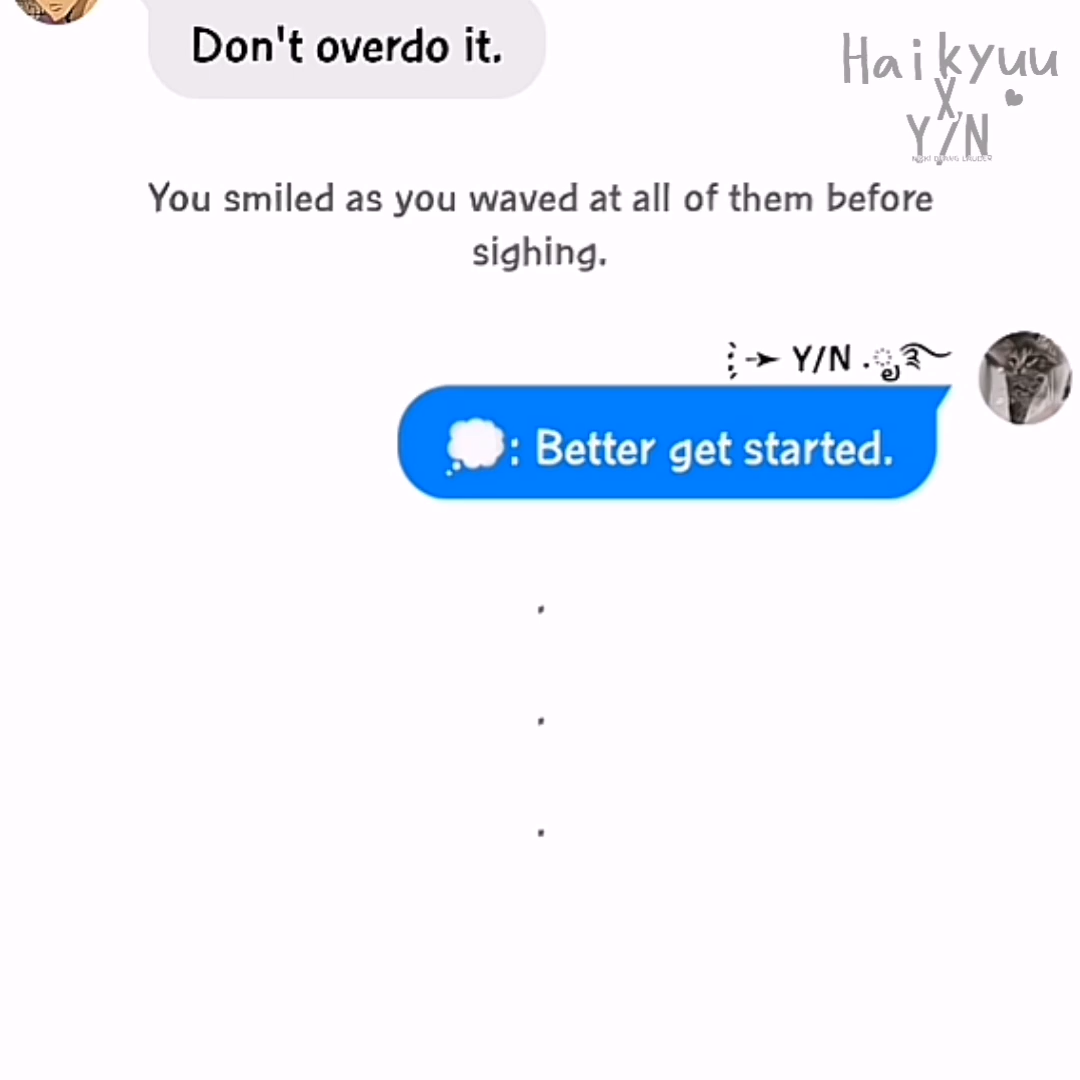 Don't overdo it.
Haikyuu
X
Y/N
You smiled as you waved at all of them before
sighing.
Y/N
💭: Better get started.
.
.
.